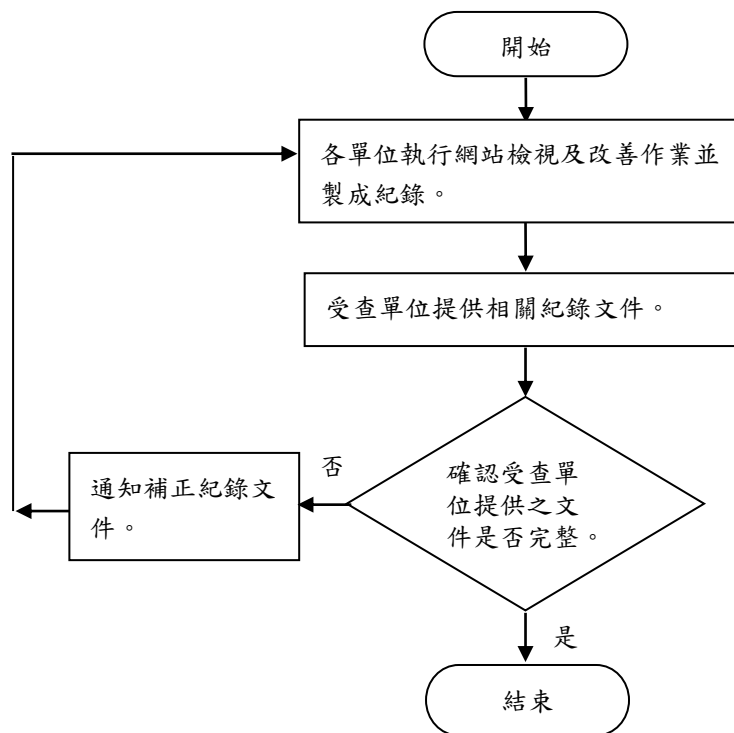 開始
各單位執行網站檢視及改善作業並
製成紀錄。
受查單位提供相關紀錄文件。
確認受查單
位提供之文
件是否完整。
否
通知補正紀錄文
件。
是
結束